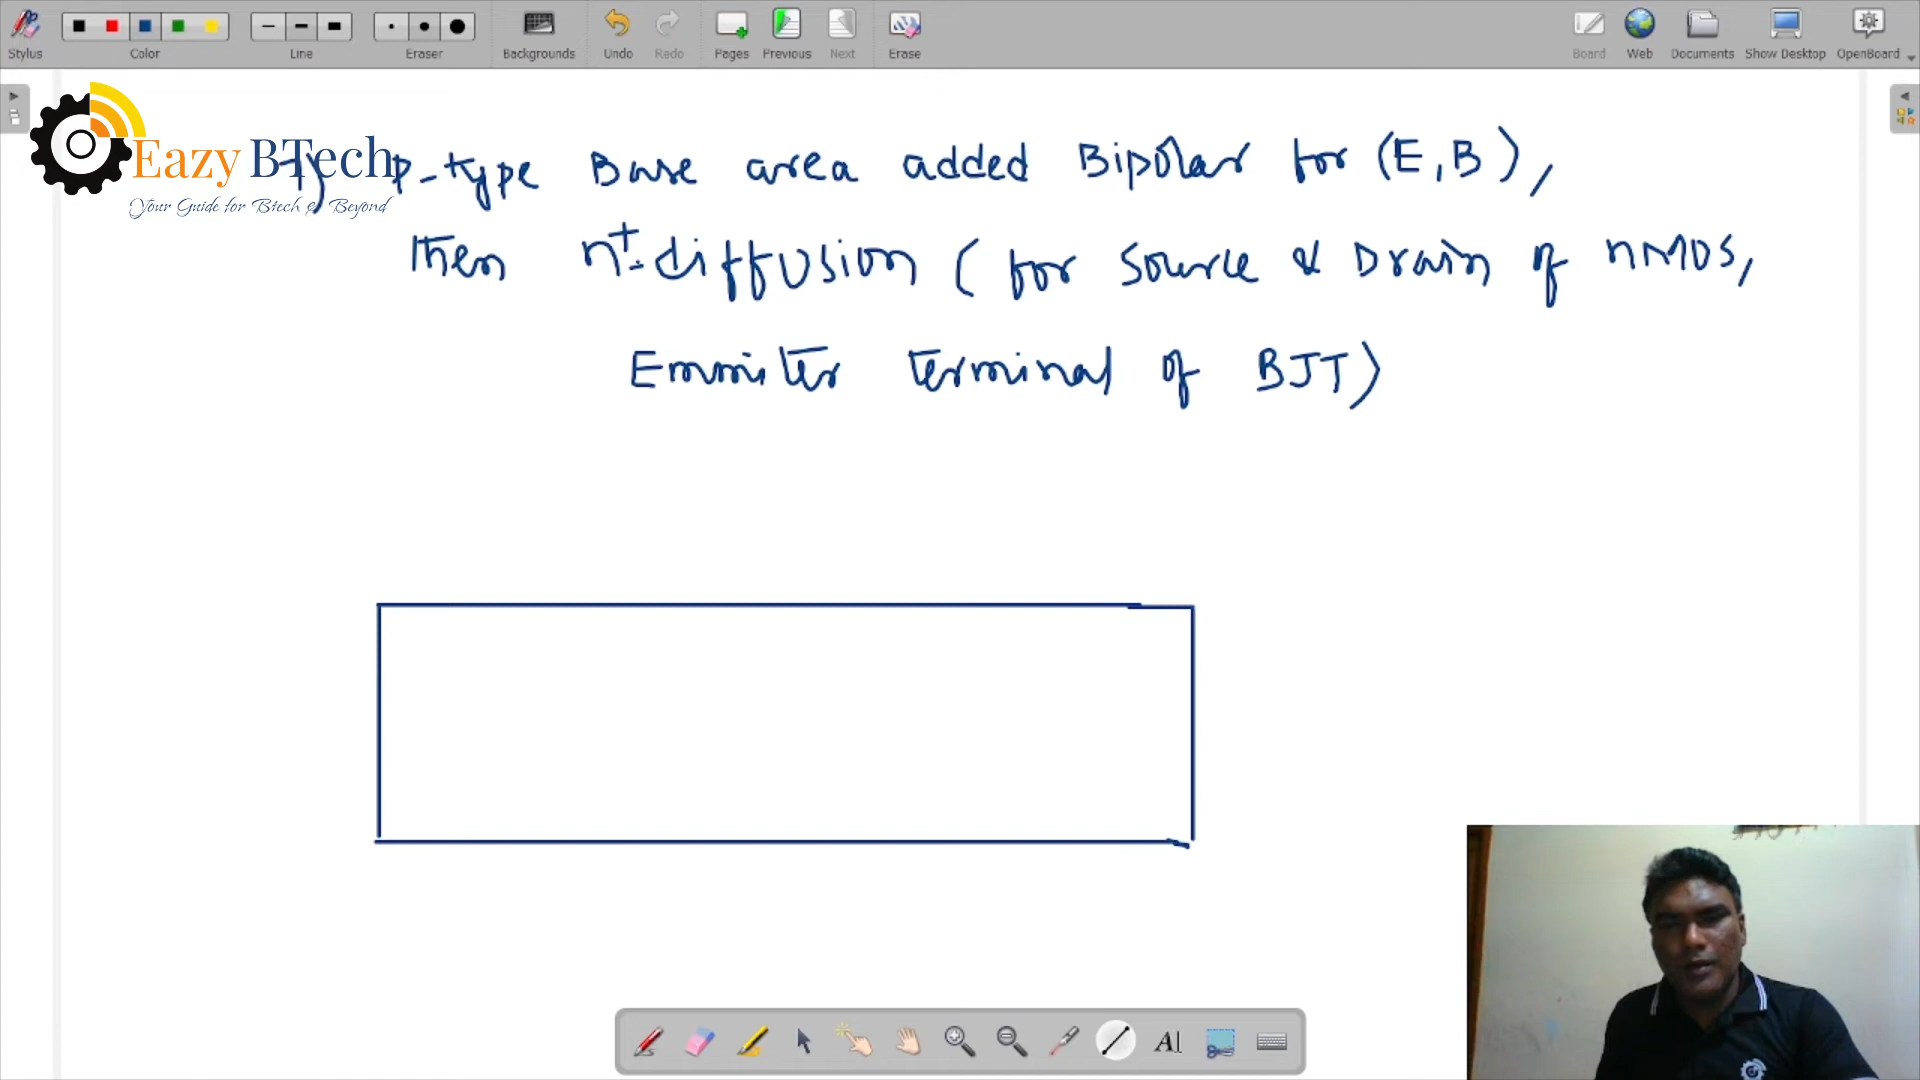 Stylus Color Line Eraser Backgrounds Undo Redo Pages Previous Next Erase Board Web Documents Show Desktop OpenBoard
Eazy BTech
Your Guide for Btech & Beyond
7) P-type Base area added Bipolar for (E,B),
then n+-diffusion (for Source & Drain of nMOS,
Emmiter terminal of BJT)
AI